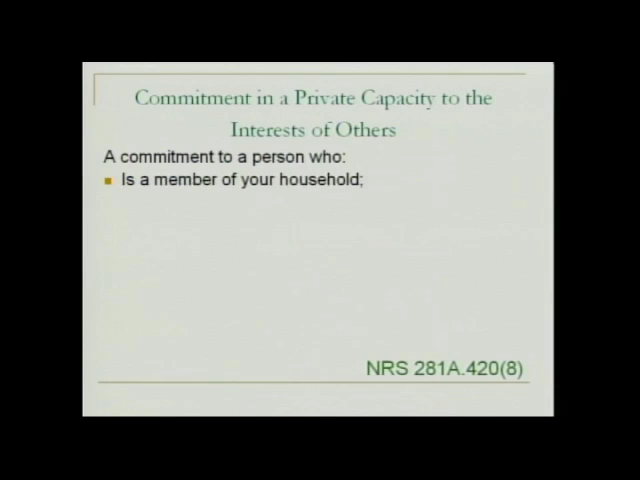 Commitment in a Private Capacity to the
Interests of Others
A commitment to a person who:
Is a member of your household;
NRS 281A.420(8)